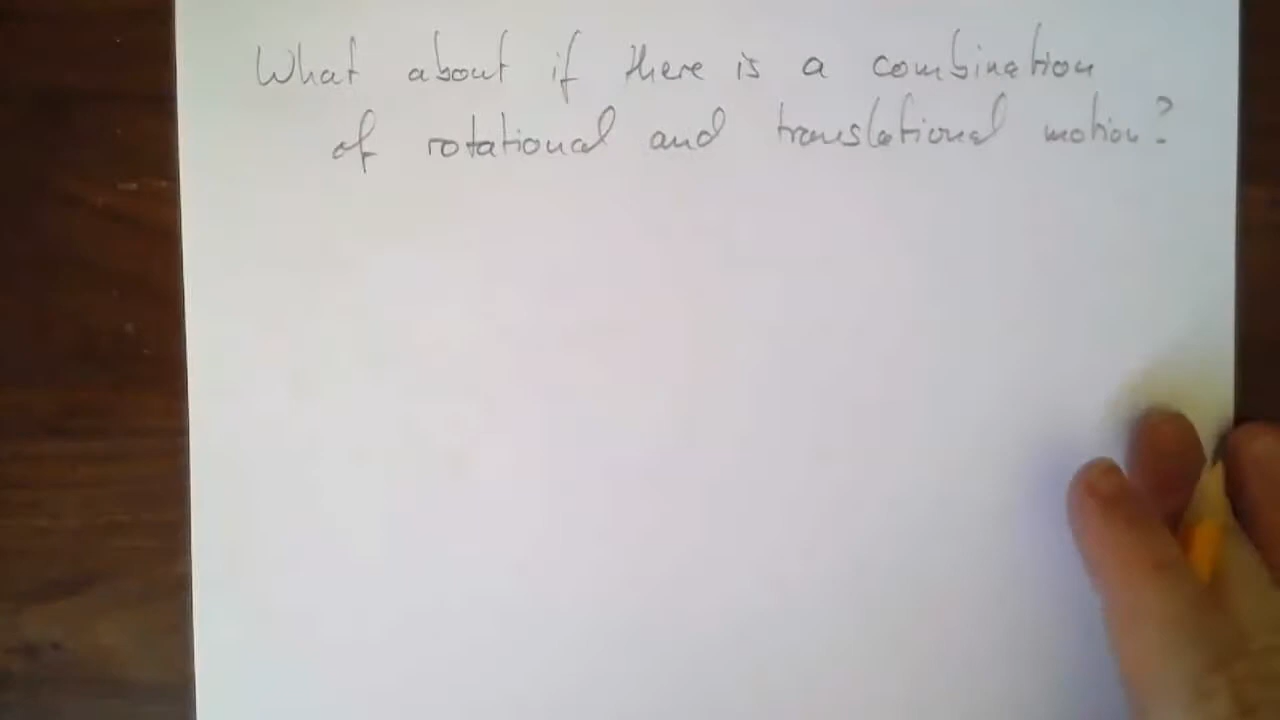 What about if there is a combination
of rotational and translational motion?